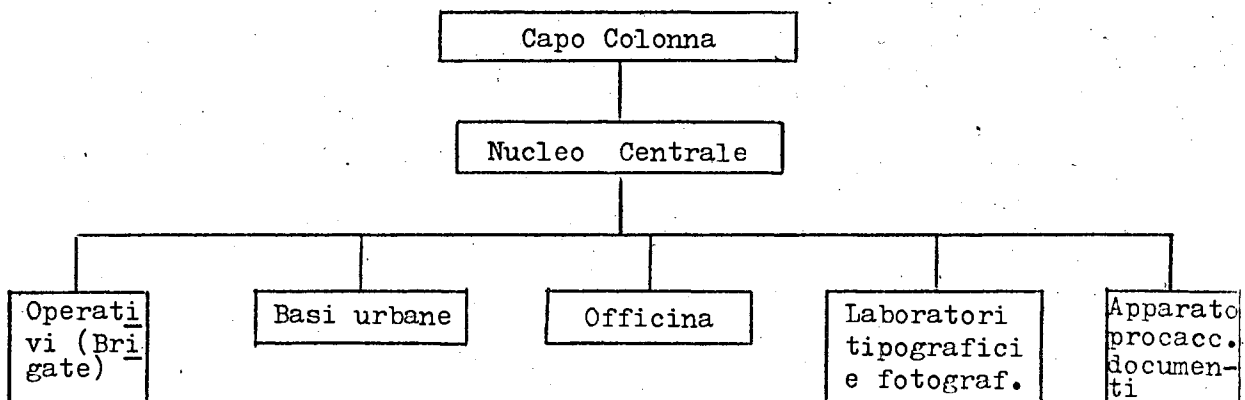 Capo Colonna
Nucleo Centrale
Operati
vi (Bri
gate)
Basi urbane
Officina
Laboratori
tipografici
e fotograf.
Apparato
procacc.
documen-
ti